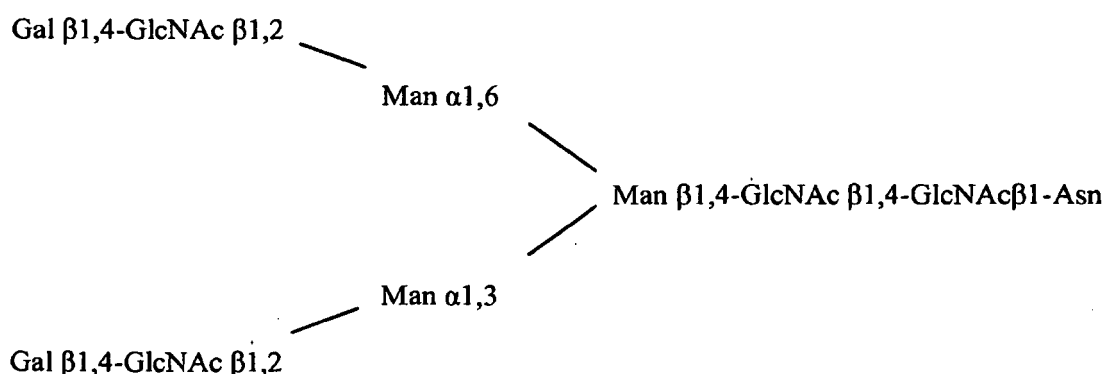 Gal β1,4-GlcNAc β1,2
Man α1,6
Man β1,4-GlcNAc β1,4-GlcNAcβ1-Asn
Man α1,3
Gal β1,4-GlcNAc β1,2